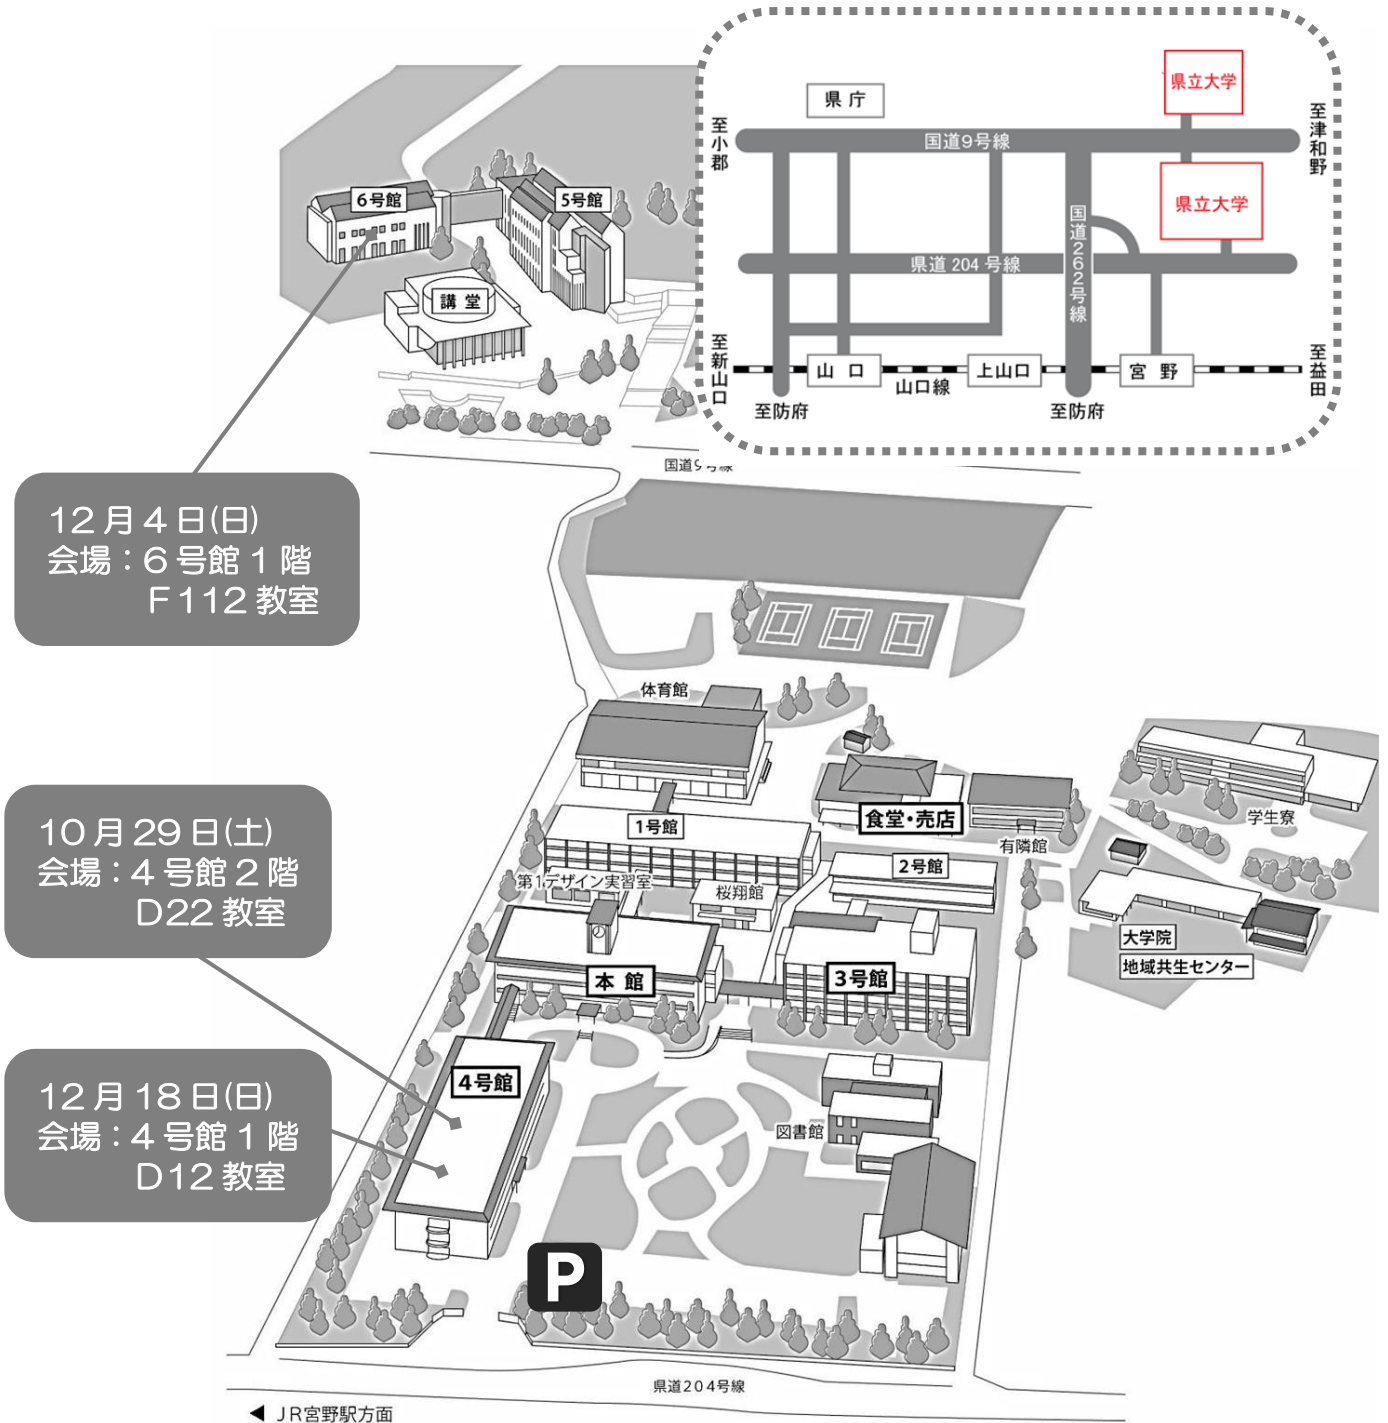 県立大学
県庁
至小郡
国道9号線
至津和野
県立大学
国道262号線
県道204号線
至新山口
山口
山口線
上山口
宮野
至益田
至防府
至防府
6号館
5号館
講堂
国道9号線
12月4日(日)
会場：6号館1階
F112教室
体育館
10月29日(土)
会場：4号館2階
D22教室
1号館
食堂・売店
有隣館
学生寮
2号館
第1デザイン実習室
桜翔館
大学院
地域共生センター
本館
3号館
12月18日(日)
会場：4号館1階
D12教室
4号館
図書館
P
県道204号線
◀ JR宮野駅方面